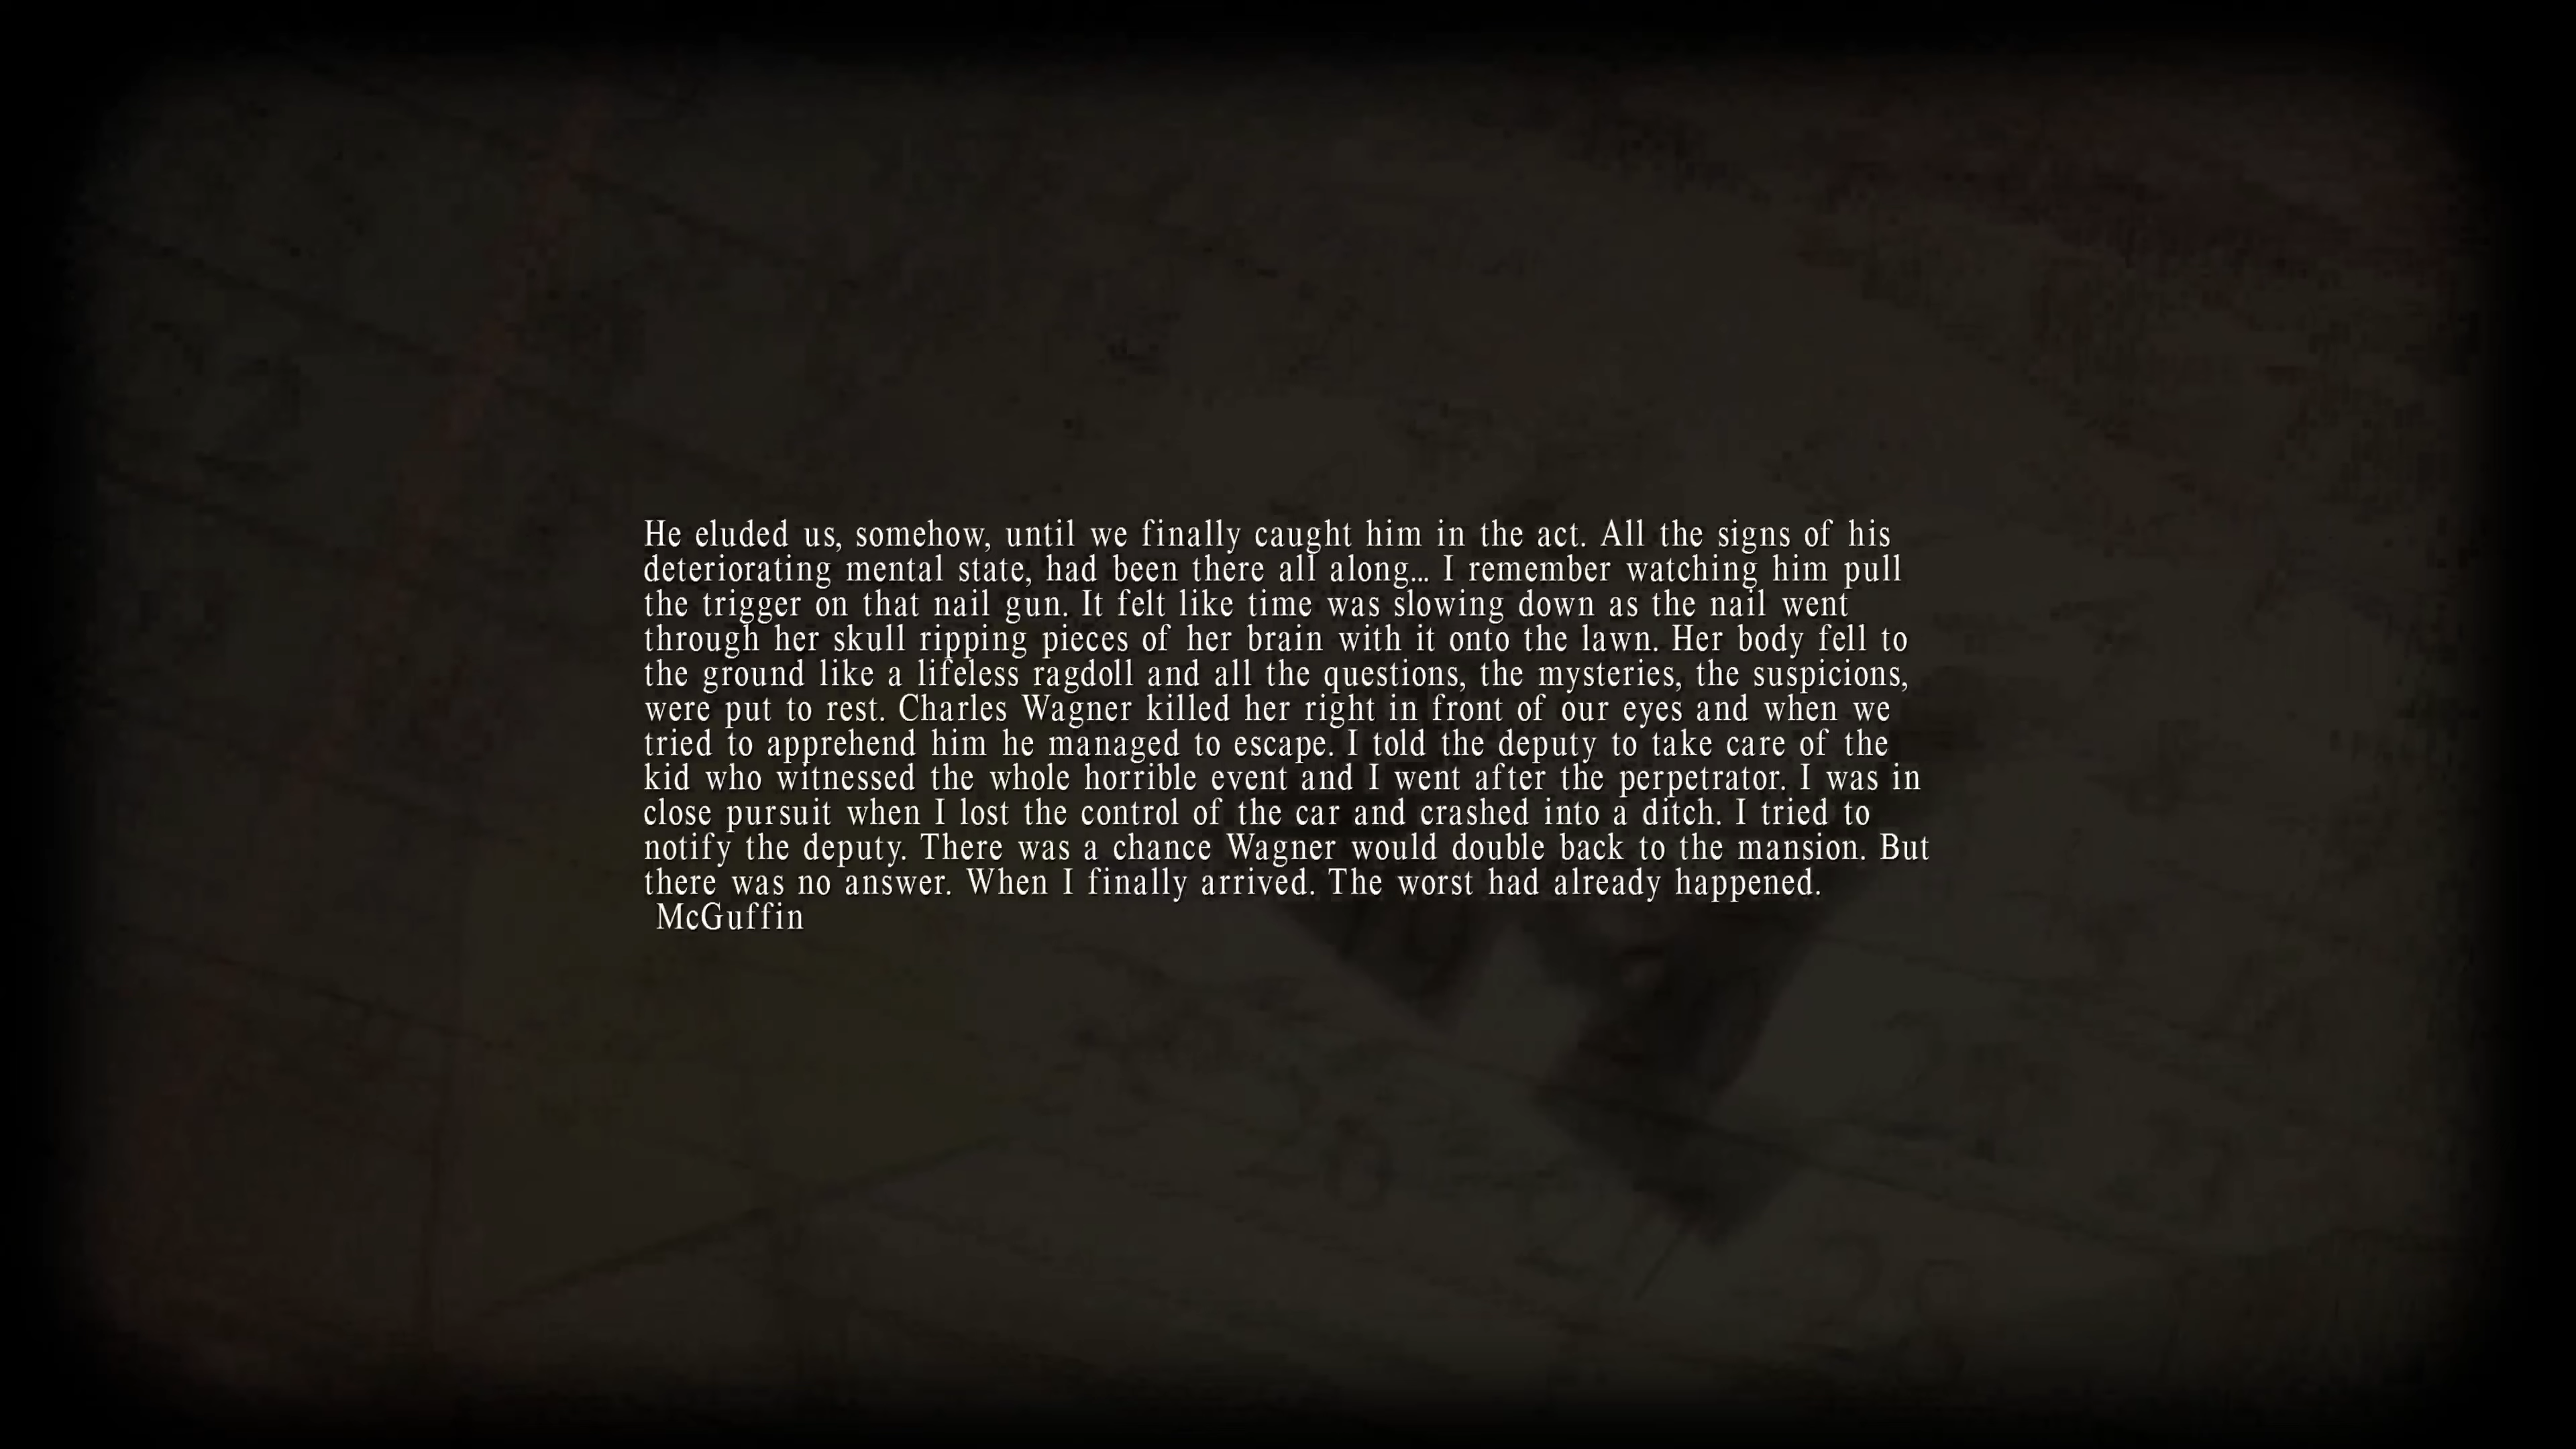 He eluded us, somehow, until we finally caught him in the act. All the signs of his
deteriorating mental state, had been there all along... I remember watching him pull
the trigger on that nail gun. It felt like time was slowing down as the nail went
through her skull ripping pieces of her brain with it onto the lawn. Her body fell to
the ground like a lifeless ragdoll and all the questions, the mysteries, the suspicions,
were put to rest. Charles Wagner killed her right in front of our eyes and when we
tried to apprehend him he managed to escape. I told the deputy to take care of the
kid who witnessed the whole horrible event and I went after the perpetrator. I was in
close pursuit when I lost the control of the car and crashed into a ditch. I tried to
notify the deputy. There was a chance Wagner would double back to the mansion. But
there was no answer. When I finally arrived. The worst had already happened.
McGuffin